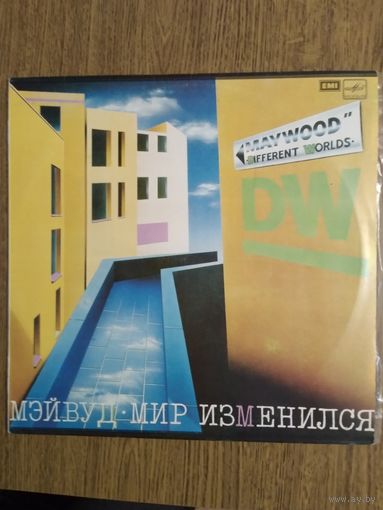 EMI
"MAYWOOD"
·DIFFERENT WORLDS·
DW
МЭЙВУД·МИР ИЗМЕНИЛСЯ
www.ay.by